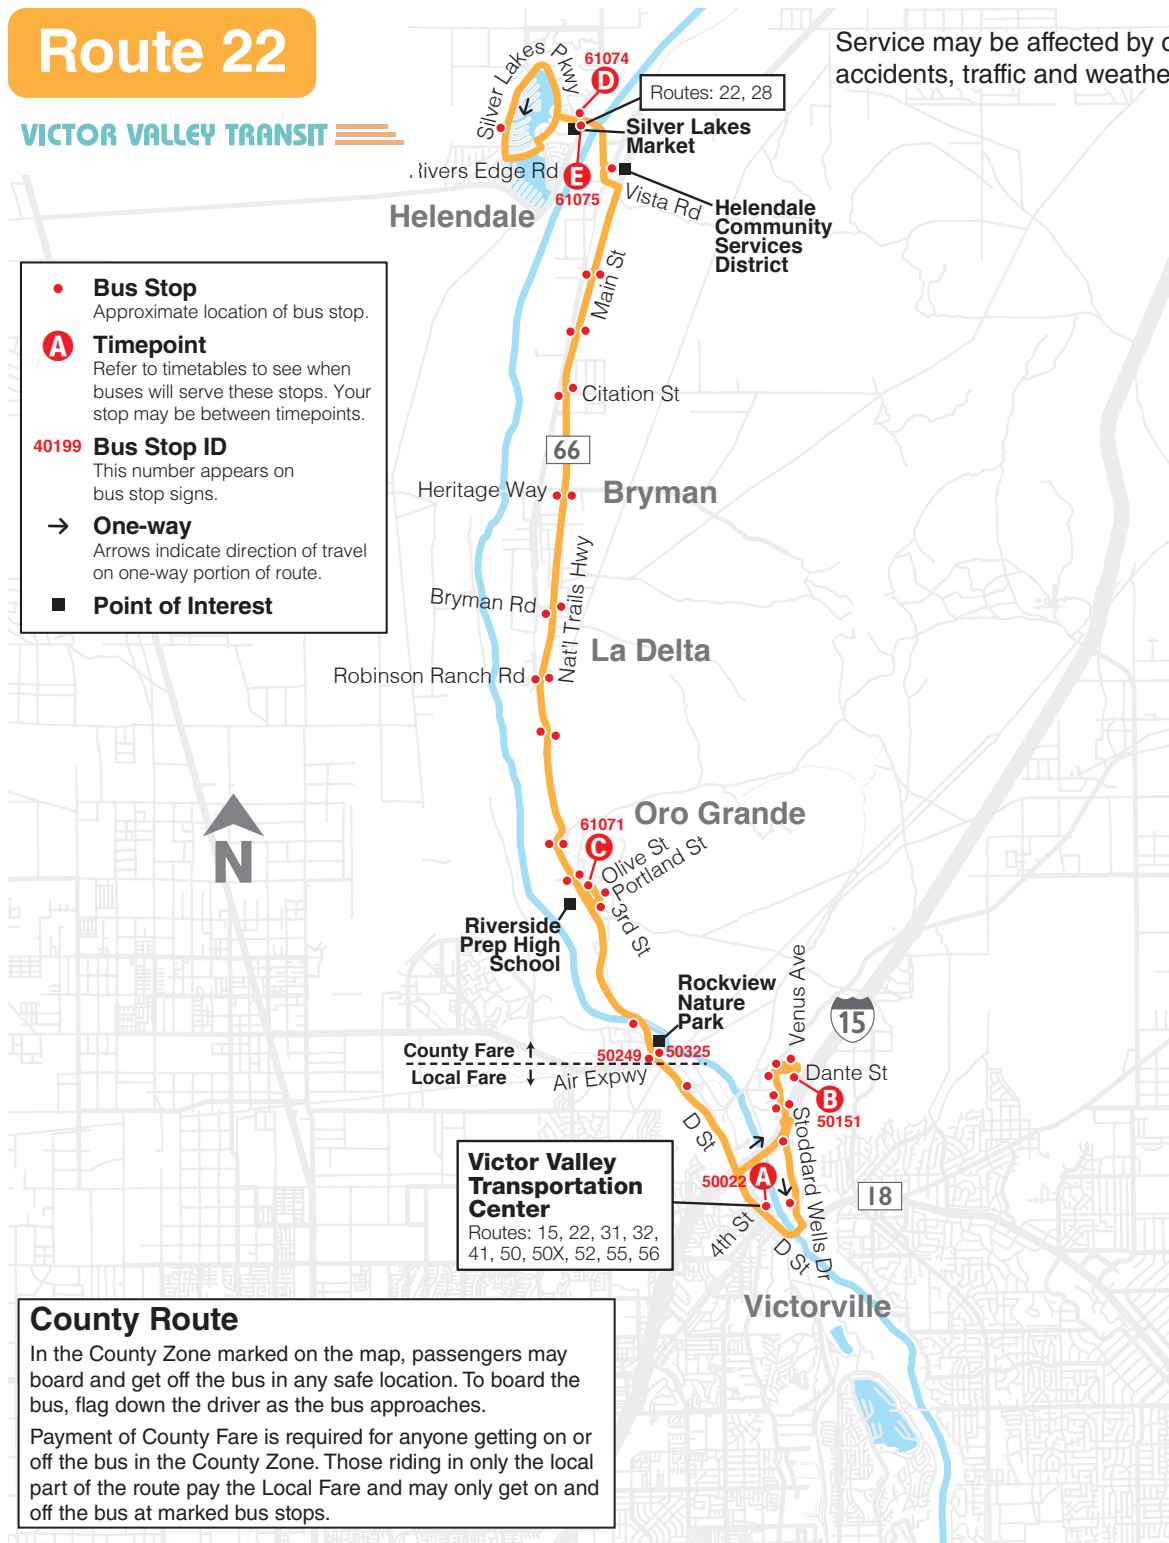 Route 22
VICTOR VALLEY TRANSIT
Service may be affected by
accidents, traffic and
Silver Lakes Pkwy
61074
D
Routes: 22, 28
Silver Lakes
Market
Rivers Edge Rd
E
61075
Vista Rd
Helendale
Helendale
Community
Services
District
Main St
Bus Stop
Approximate location of bus stop.
A
Timepoint
Refer to timetables to see when
buses will serve these stops. Your
stop may be between timepoints.
40199
Bus Stop ID
This number appears on
bus stop signs.
One-way
Arrows indicate direction of travel
on one-way portion of route.
Point of Interest
Citation St
66
Heritage Way
Bryman
Nat'l Trails Hwy
Bryman Rd
La Delta
Robinson Ranch Rd
N
Oro Grande
61071
C
Olive St
Portland St
3rd St
Riverside
Prep High
School
Rockview
Nature
Park
Venus Ave
15
County Fare
50249
50325
Local Fare
Air Expwy
Dante St
B
50151
D St
Stoddard Wells Dr
Victor Valley
Transportation
Center
Routes: 15, 22, 31, 32,
41, 50, 50X, 52, 55, 56
50022
A
18
4th St
D St
Victorville
County Route
In the County Zone marked on the map, passengers may
board and get off the bus in any safe location. To board the
bus, flag down the driver as the bus approaches.
Payment of County Fare is required for anyone getting on or
off the bus in the County Zone. Those riding in only the local
part of the route pay the Local Fare and may only get on and
off the bus at marked bus stops.